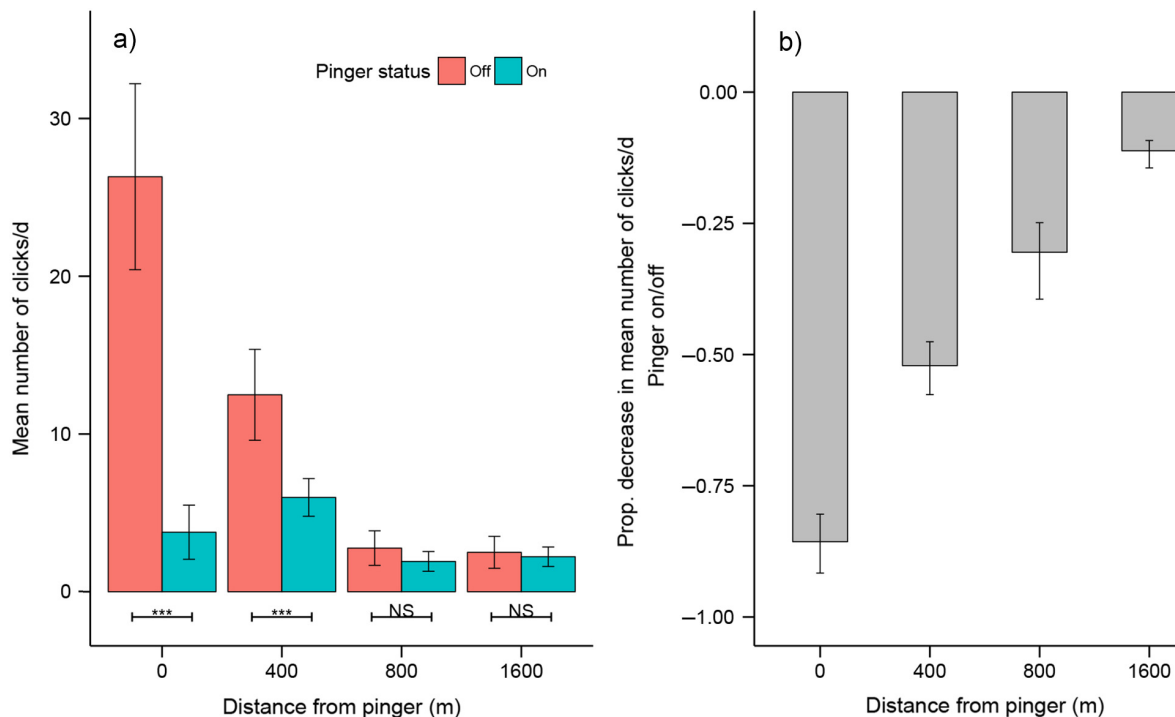 a)
Pinger status Off On
30
20
10
0
Mean number of clicks/d
*** *** NS NS
0 400 800 1600
Distance from pinger (m)
b)
0.00
–0.25
–0.50
–0.75
–1.00
Prop. decrease in mean number of clicks/d
Pinger on/off
0 400 800 1600
Distance from pinger (m)